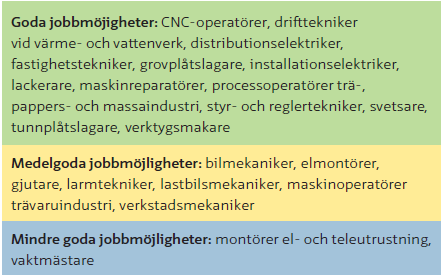 Goda jobbmöjligheter: CNC-operatörer, drifttekniker
vid värme- och vattenverk, distributionselektriker,
fastighetstekniker, grovplåtslagare, installationselektriker,
lackerare, maskinreparatörer, processoperatörer trä-,
pappers- och massaindustri, styr- och reglertekniker, svetsare,
tunnplåtslagare, verktygsmakare
Medelgoda jobbmöjligheter: bilmekaniker, elmontörer,
gjutare, larmtekniker, lastbilsmekaniker, maskinoperatörer
trävaruindustri, verkstadsmekaniker
Mindre goda jobbmöjligheter: montörer el- och teleutrustning,
vaktmästare